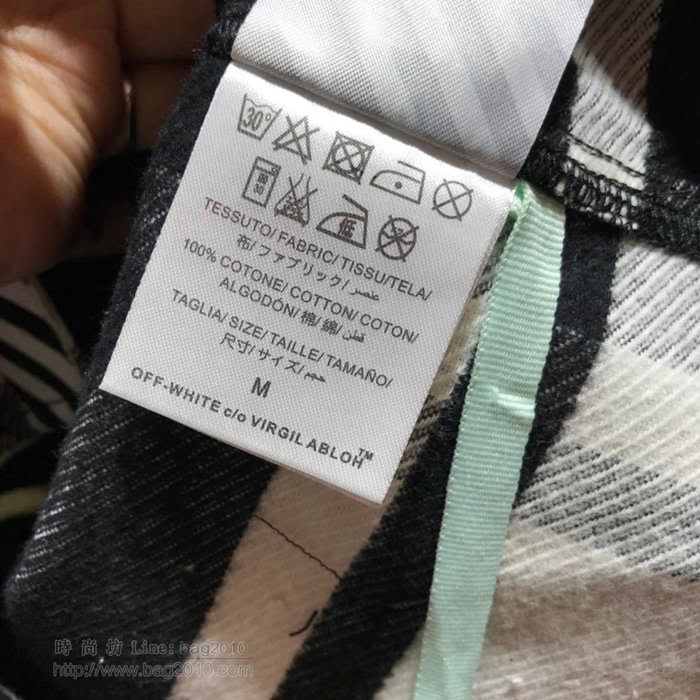 30°
TESSUTO/ FABRIC/ TISSU/TELA/
布/ ファブリック/ عنصر/
100% COTONE/ COTTON/ COTON/
ALGODÓN/ 棉/ 綿/ قطن/
TAGLIA/ SIZE/ TAILLE/ TAMAÑO/
尺寸/ サイズ/ حجم/
M
OFF-WHITE c/o VIRGIL ABLOH™
時尚坊 Line: bag2010
http://www.bag2010.com